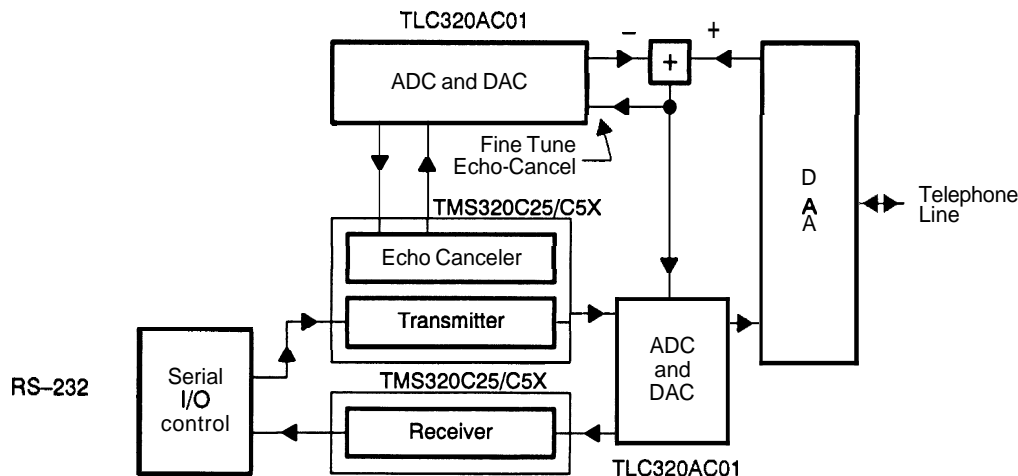 TLC320AC01
– +
+
ADC and DAC
Fine Tune
Echo-Cancel
D
A
A
Telephone
Line
TMS320C25/C5X
Echo Canceler
Transmitter
ADC
and
DAC
RS–232
Serial
I/O
control
TMS320C25/C5X
Receiver
TLC320AC01